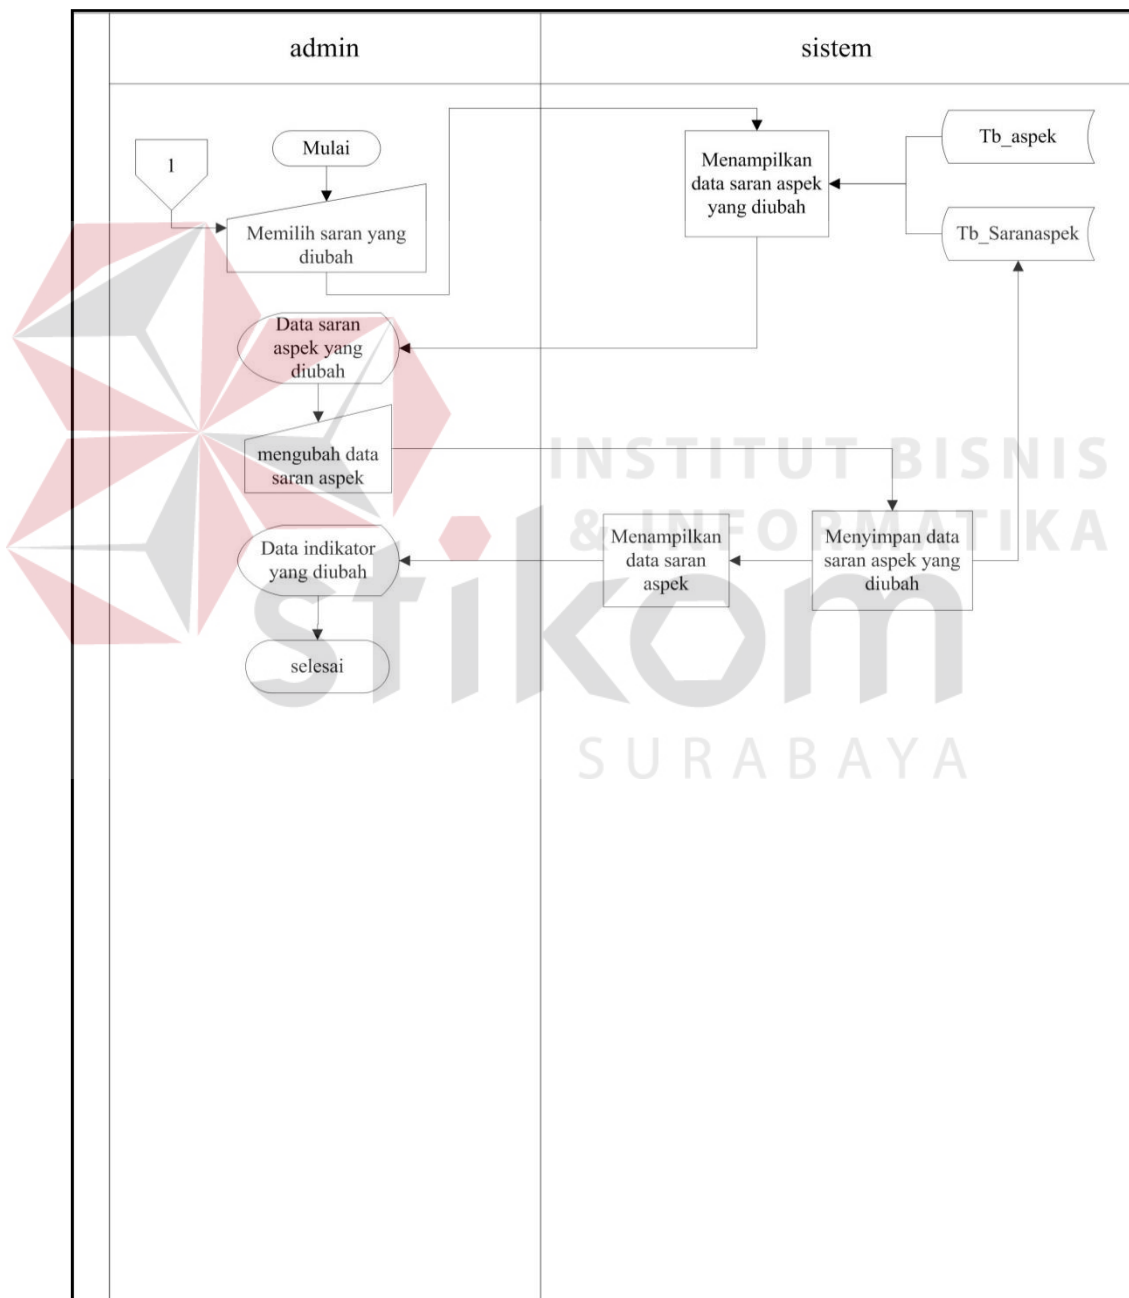 admin
sistem
1
Mulai
Memilih saran yang
diubah
Menampilkan
data saran aspek
yang diubah
Tb_aspek
Tb_Saranaspek
Data saran
aspek yang
diubah
mengubah data
saran aspek
Data indikator
yang diubah
Menampilkan
data saran
aspek
Menyimpan data
saran aspek yang
diubah
selesai
INSTITUT BISNIS
& INFORMATIKA
stikom
SURABAYA